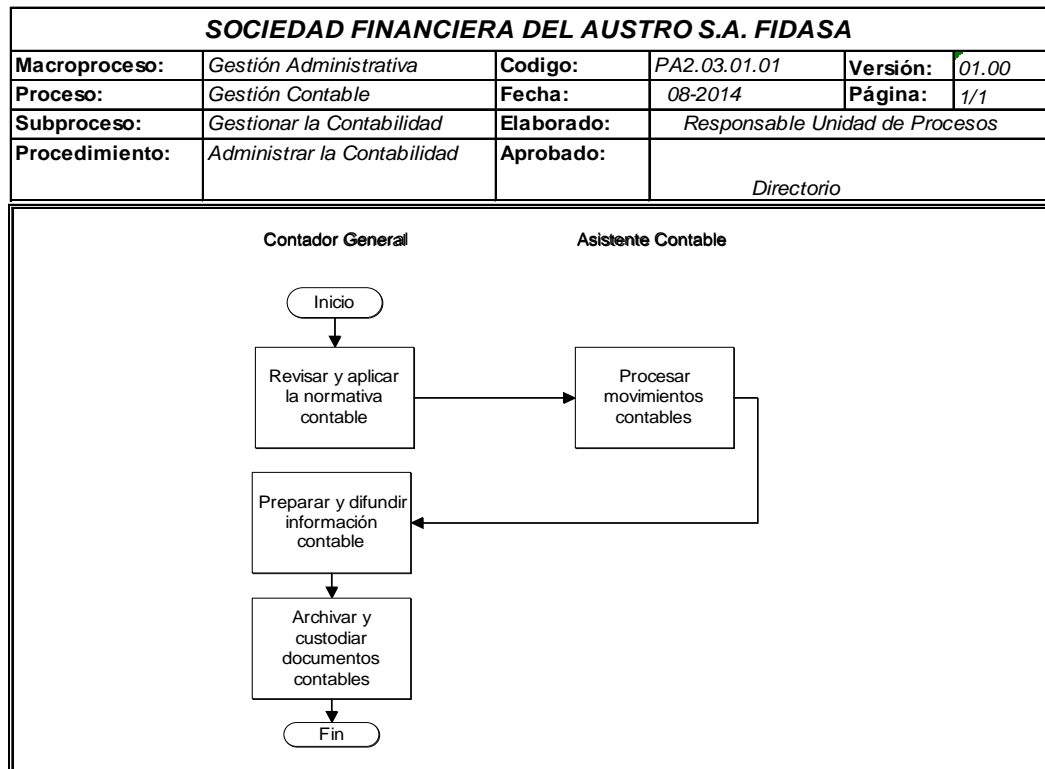 SOCIEDAD FINANCIERA DEL AUSTRO S.A. FIDASA
Macroproceso: Gestión Administrativa Codigo: PA2.03.01.01 Versión: 01.00
Proceso: Gestión Contable Fecha: 08-2014 Página: 1/1
Subproceso: Gestionar la Contabilidad Elaborado: Responsable Unidad de Procesos
Procedimiento: Administrar la Contabilidad Aprobado:
Directorio
Contador General Asistente Contable
Inicio
Revisar y aplicar
la normativa
contable
Procesar
movimientos
contables
Preparar y difundir
información
contable
Archivar y
custodiar
documentos
contables
Fin